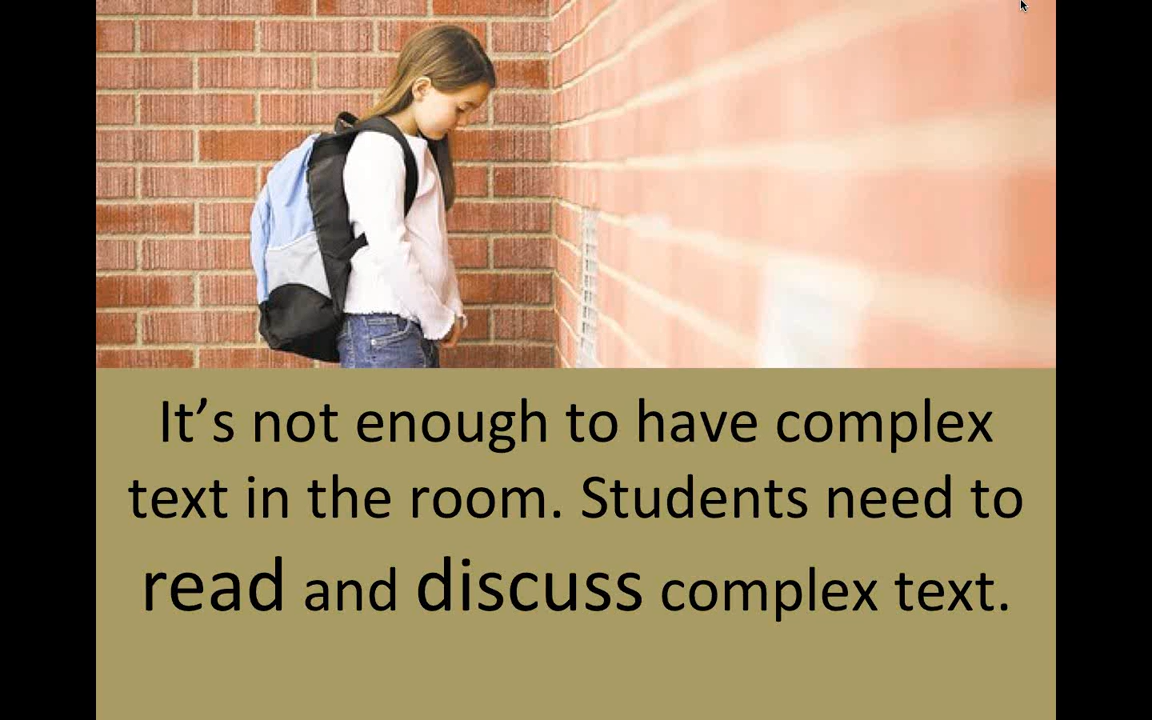 It’s not enough to have complex
text in the room. Students need to
read and discuss complex text.